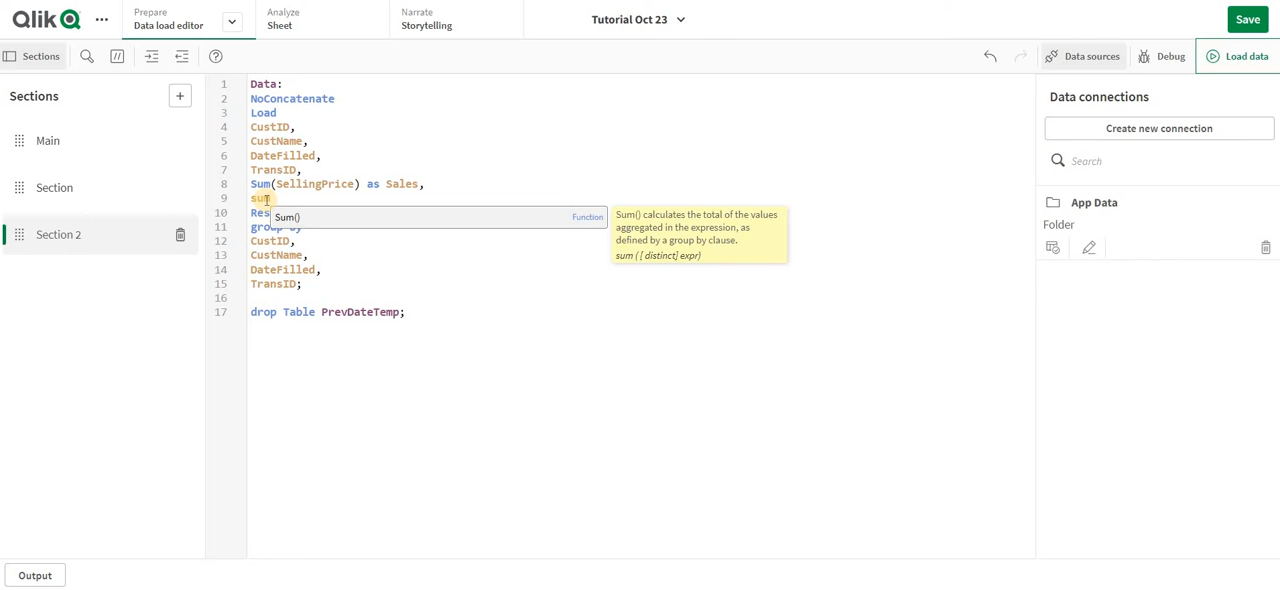 Qlik
Prepare
Data load editor
Analyze
Sheet
Narrate
Storytelling
Tutorial Oct 23
Save
Sections
Data sources
Debug
Load data
Sections
+
Main
Section
Section 2
1 Data:
2 NoConcatenate
3 Load
4 CustID,
5 CustName,
6 DateFilled,
7 TransID,
8 Sum(SellingPrice) as Sales,
9 sum
10 Res
11 group by
12 CustID,
13 CustName,
14 DateFilled,
15 TransID;
16
17 drop Table PrevDateTemp;
Sum() Function
Sum() calculates the total of the values
aggregated in the expression, as
defined by a group by clause.
sum ([ distinct] expr)
Data connections
Create new connection
Search
App Data
Folder
Output